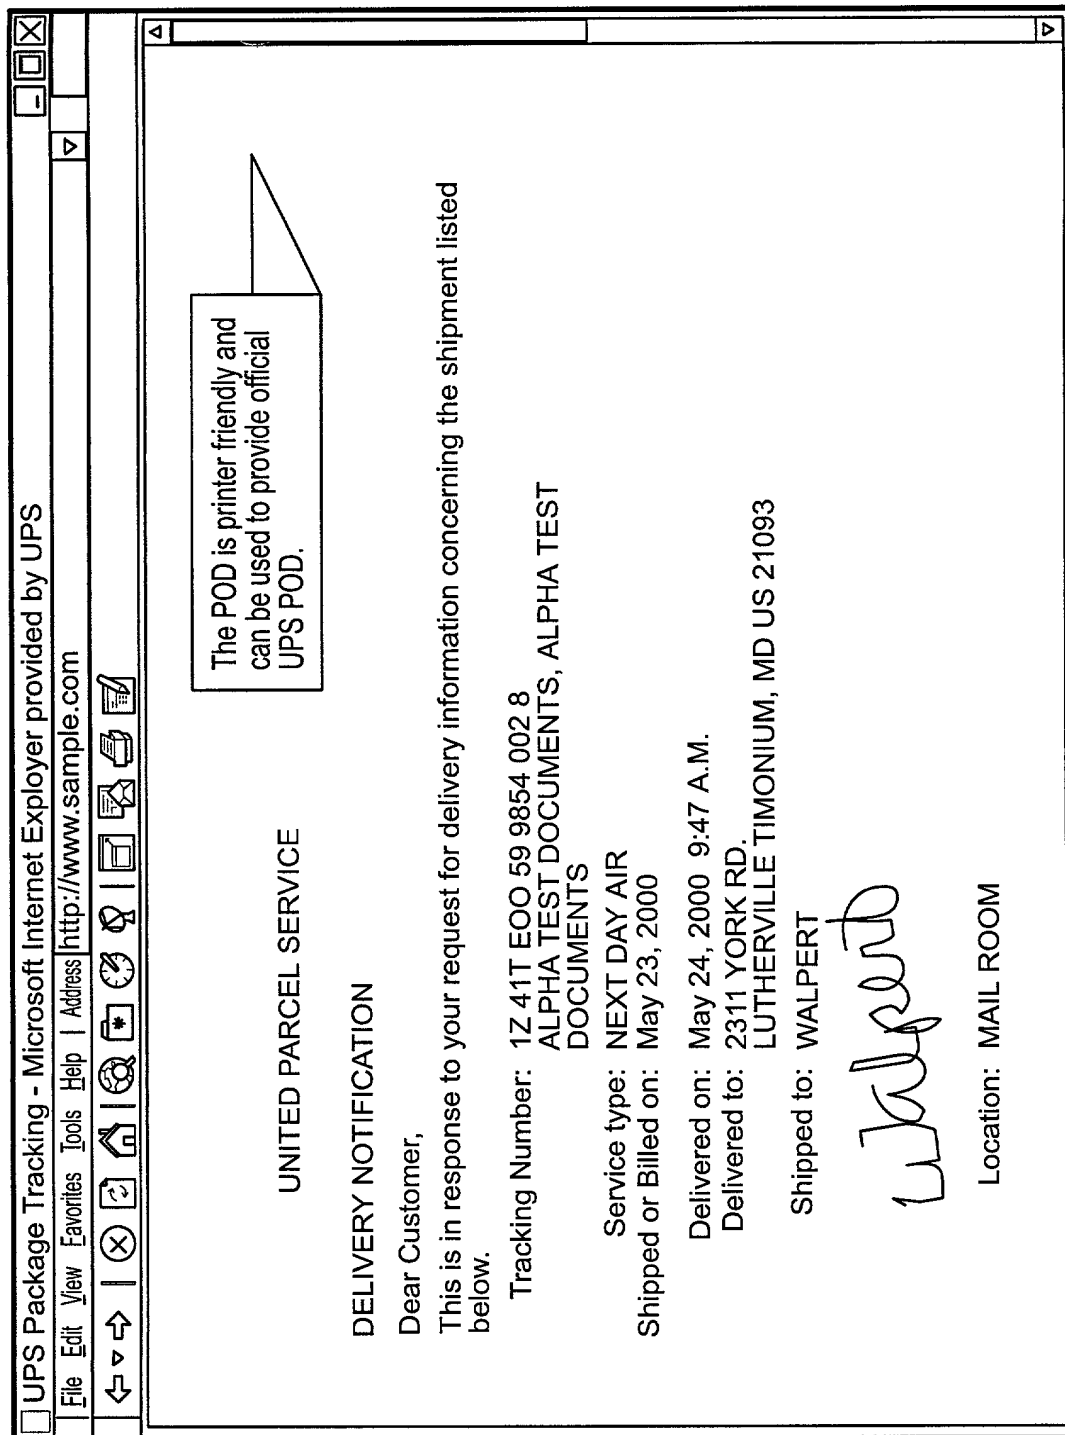 UPS Package Tracking - Microsoft Internet Exployer provided by UPS
File Edit View Favorites Tools Help | Address http://www.sample.com
The POD is printer friendly and
can be used to provide official
UPS POD.
UNITED PARCEL SERVICE
DELIVERY NOTIFICATION
Dear Customer,
This is in response to your request for delivery information concerning the shipment listed
below.
Tracking Number: 1Z 41T EOO 59 9854 002 8
ALPHA TEST DOCUMENTS, ALPHA TEST
DOCUMENTS
Service type: NEXT DAY AIR
Shipped or Billed on: May 23, 2000
Delivered on: May 24, 2000 9:47 A.M.
Delivered to: 2311 YORK RD.
LUTHERVILLE TIMONIUM, MD US 21093
Shipped to: WALPERT
Walpert
Location: MAIL ROOM